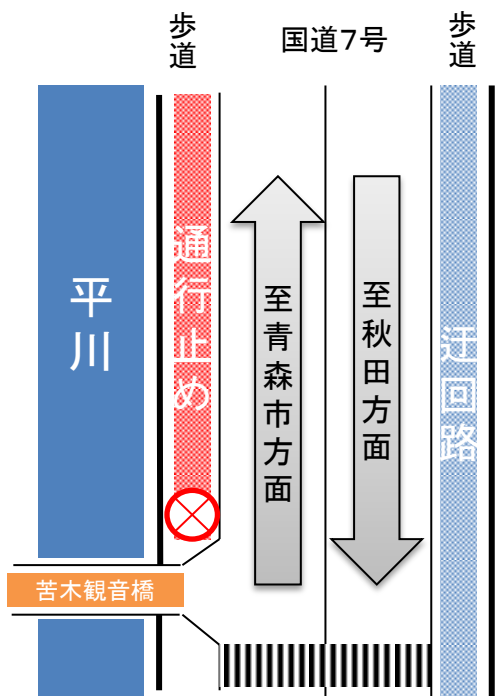 歩道
国道7号
歩道
平川
通行止め
至青森市方面
至秋田方面
迂回路
苦木観音橋